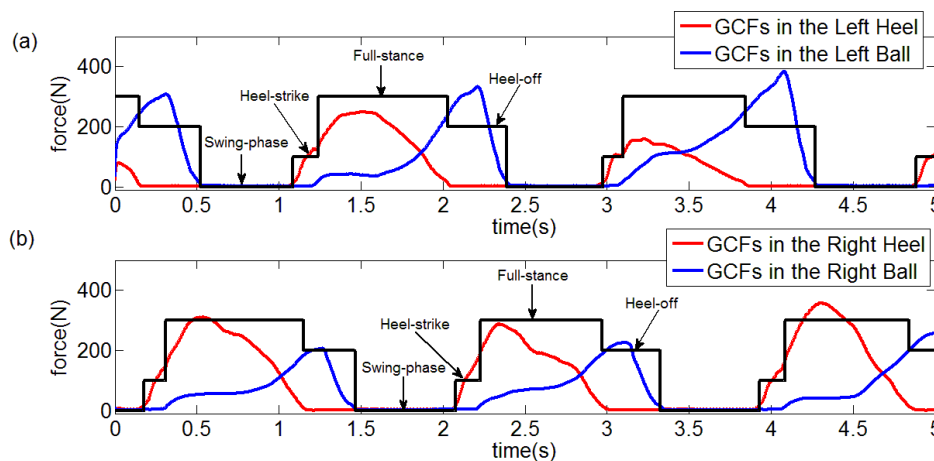 (a)
GCFs in the Left Heel
GCFs in the Left Ball
force(N)
400
200
0
Full-stance
Heel-strike
Heel-off
Swing-phase
0 0.5 1 1.5 2 2.5 3 3.5 4 4.5 5
time(s)
(b)
GCFs in the Right Heel
GCFs in the Right Ball
force(N)
400
200
0
Full-stance
Heel-strike
Heel-off
Swing-phase
0 0.5 1 1.5 2 2.5 3 3.5 4 4.5 5
time(s)